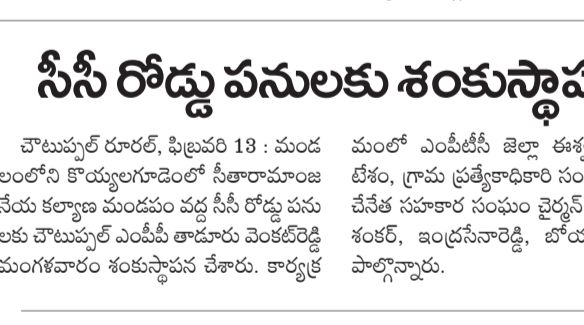 సీసీ రోడ్డు పనులకు
చౌటుప్పల్ రూరల్, ఫిబ్రవరి 13 : మండ
లంలోని కొయ్యలగూడెంలో సీతారామాంజ
నేయ కల్యాణ మండపం వద్ద సీసీ రోడ్డు పను
లకు చౌటుప్పల్ ఎంపీపీ తాడూరు వెంకట్‌రెడ్డి
మంగళవారం శంకుస్థాపన చేశారు. కార్యక్ర
మంలో ఎంపీటీసీ జెల్లా
టేశం, గ్రామ ప్రత్యేకాధికారి
చేనేత సహకార సంఘం చైర్మన్
శంకర్, ఇంద్రసేనారెడ్డి,
పాల్గొన్నారు.